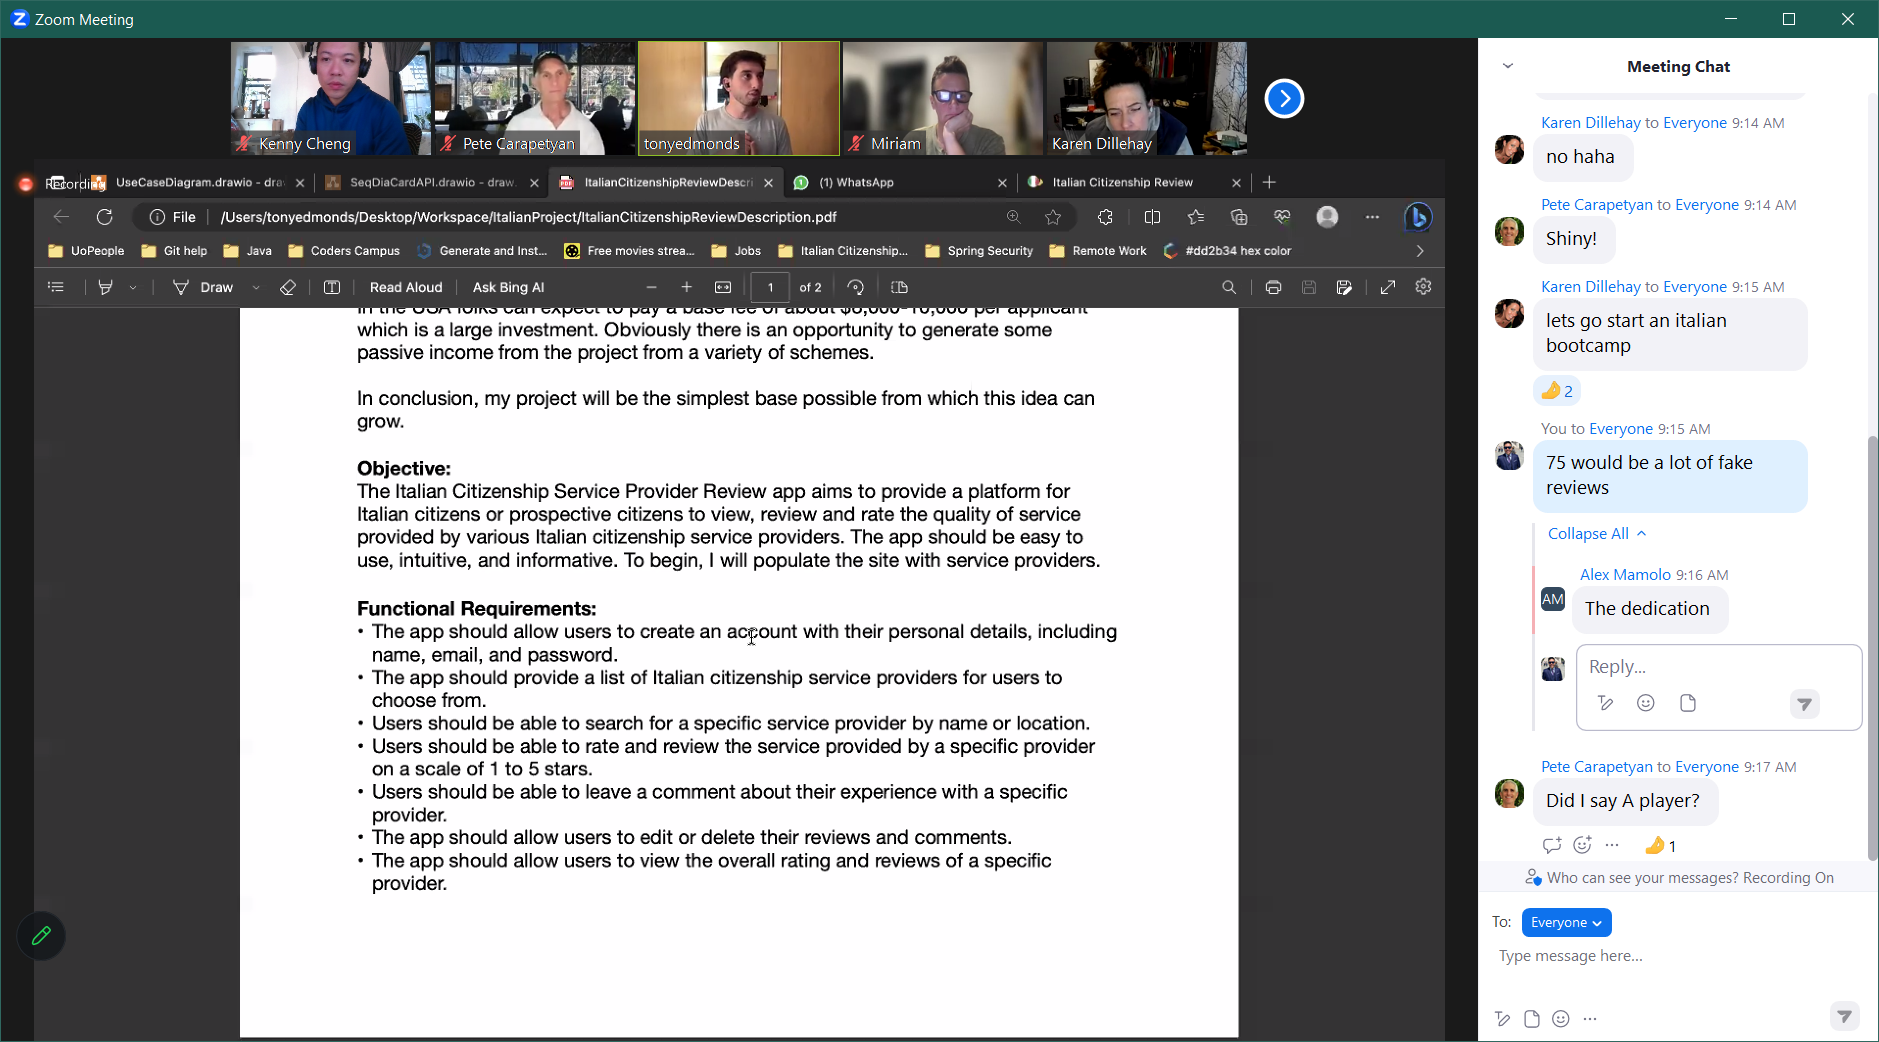 Zoom Meeting
Kenny Cheng
Pete Carapetyan
tonyedmonds
Miriam
Karen Dillehay
Recording
UseCaseDiagram.drawio - dra
SeqDiaCardAPI.drawio - draw.
ItalianCitizenshipReviewDescri
(1) WhatsApp
Italian Citizenship Review
File
/Users/tonyedmonds/Desktop/Workspace/ItalianProject/ItalianCitizenshipReviewDescription.pdf
UoPeople
Git help
Java
Coders Campus
Generate and Inst...
Free movies strea...
Jobs
Italian Citizenship...
Spring Security
Remote Work
#dd2b34 hex color
Draw
Read Aloud
Ask Bing AI
1
of 2
In the USA folks can expect to pay a base fee of about per applicant
which is a large investment. Obviously there is an opportunity to generate some
passive income from the project from a variety of schemes.
In conclusion, my project will be the simplest base possible from which this idea can
grow.
Objective:
The Italian Citizenship Service Provider Review app aims to provide a platform for
Italian citizens or prospective citizens to view, review and rate the quality of service
provided by various Italian citizenship service providers. The app should be easy to
use, intuitive, and informative. To begin, I will populate the site with service providers.
Functional Requirements:
• The app should allow users to create an account with their personal details, including
name, email, and password.
• The app should provide a list of Italian citizenship service providers for users to
choose from.
• Users should be able to search for a specific service provider by name or location.
• Users should be able to rate and review the service provided by a specific provider
on a scale of 1 to 5 stars.
• Users should be able to leave a comment about their experience with a specific
provider.
• The app should allow users to edit or delete their reviews and comments.
• The app should allow users to view the overall rating and reviews of a specific
provider.
Meeting Chat
Karen Dillehay to Everyone 9:14 AM
no haha
Pete Carapetyan to Everyone 9:14 AM
Shiny!
Karen Dillehay to Everyone 9:15 AM
lets go start an italian
bootcamp
2
You to Everyone 9:15 AM
75 would be a lot of fake
reviews
Collapse All
Alex Mamolo 9:16 AM
AM
The dedication
Reply...
Pete Carapetyan to Everyone 9:17 AM
Did I say A player?
1
Who can see your messages? Recording On
To:
Everyone
Type message here...